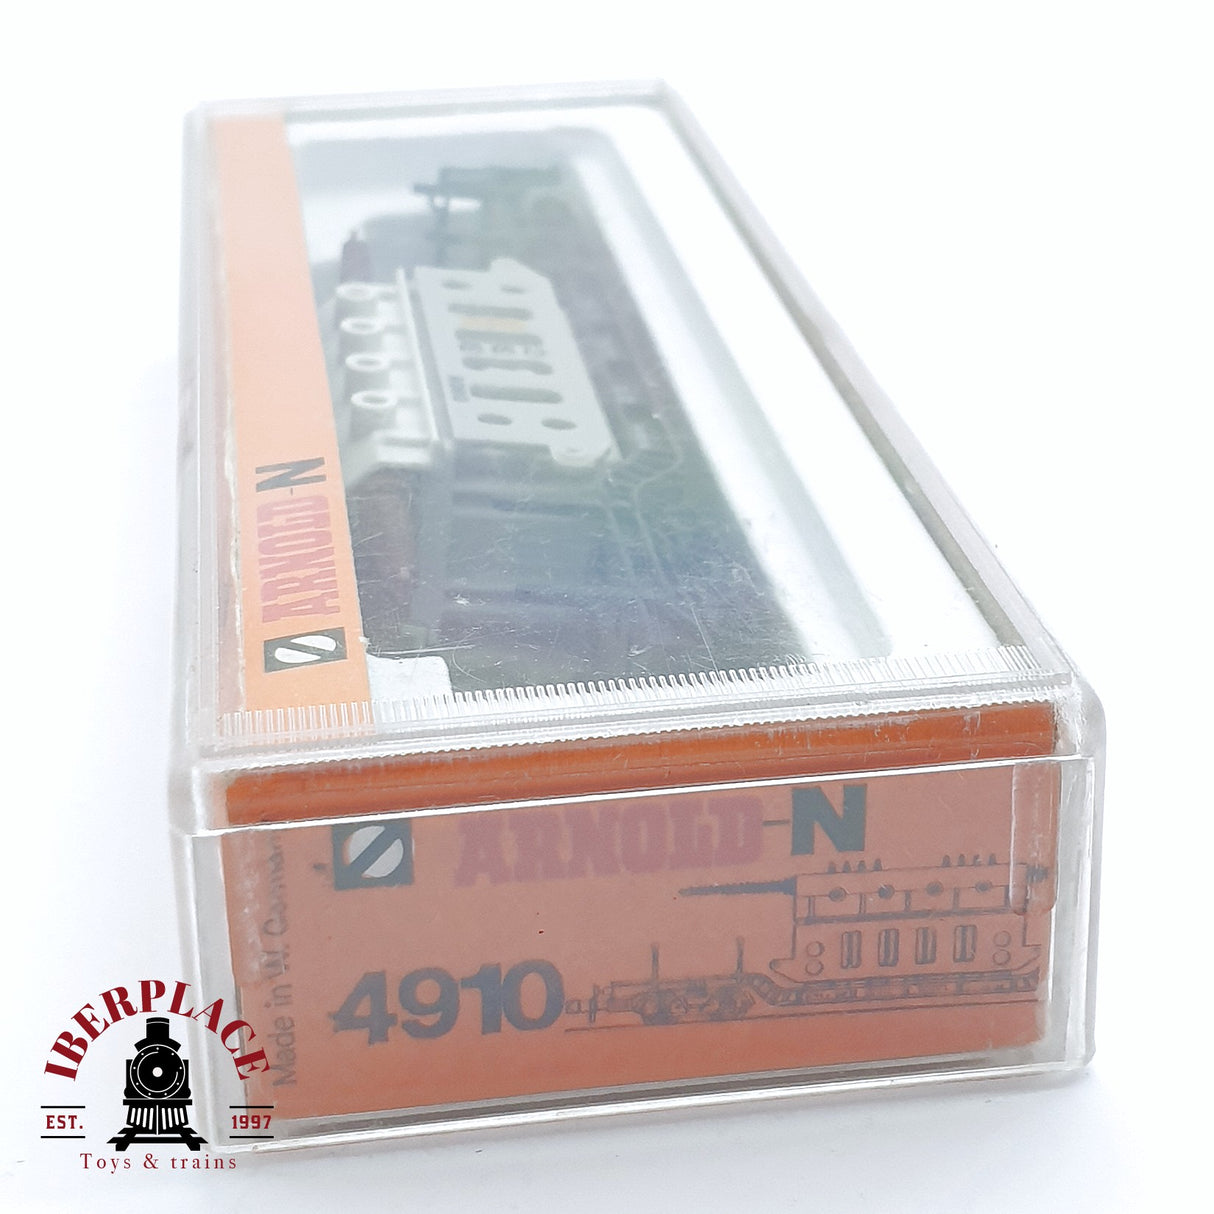 ARNOLD-N
ARNOLD-N
4910
Made in W. Germany
IBERPLACE
EST. 1997
Toys & trains